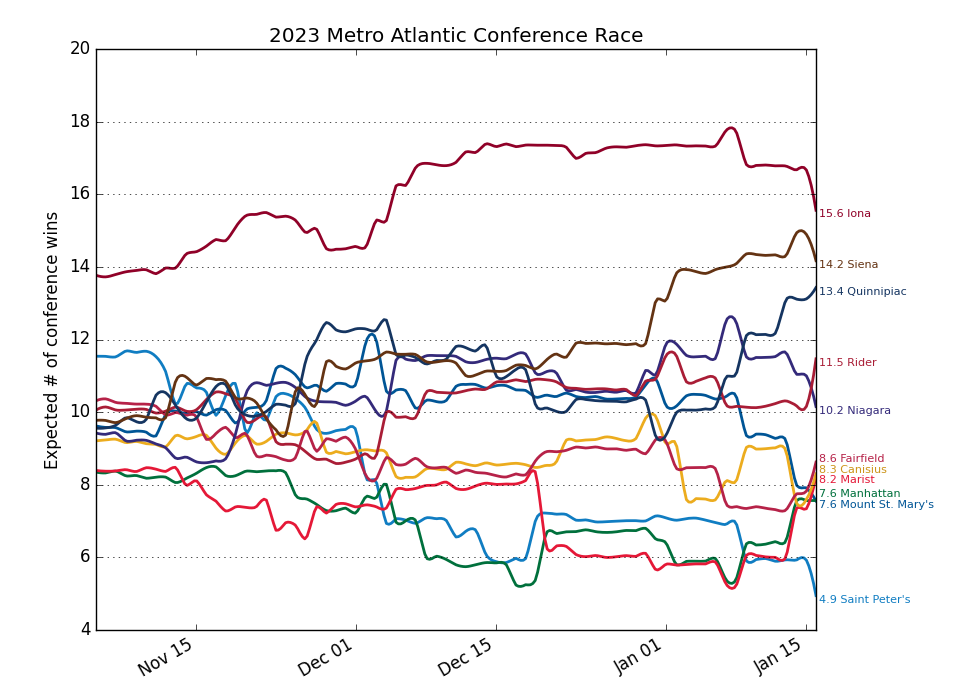 2023 Metro Atlantic Conference Race
Expected # of conference wins
20
18
16
14
12
10
8
6
4
15.6 Iona
14.2 Siena
13.4 Quinnipiac
11.5 Rider
10.2 Niagara
8.6 Fairfield
8.3 Canisius
8.2 Marist
7.6 Manhattan
7.6 Mount St. Mary's
4.9 Saint Peter's
Nov 15
Dec 01
Dec 15
Jan 01
Jan 15